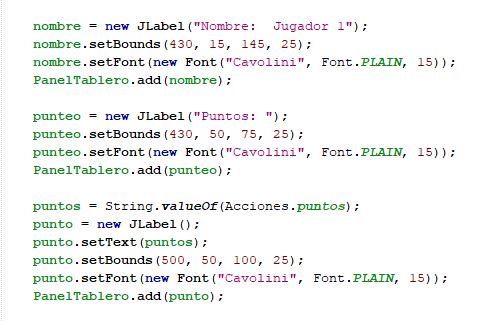 nombre = new JLabel("Nombre:  Jugador 1");
nombre.setBounds(430, 15, 145, 25);
nombre.setFont(new Font("Cavolini", Font.PLAIN, 15));
PanelTablero.add(nombre);
punteo = new JLabel("Puntos: ");
punteo.setBounds(430, 50, 75, 25);
punteo.setFont(new Font("Cavolini", Font.PLAIN, 15));
PanelTablero.add(punteo);
puntos = String.valueOf(Acciones.puntos);
punto = new JLabel();
punto.setText(puntos);
punto.setBounds(500, 50, 100, 25);
punto.setFont(new Font("Cavolini", Font.PLAIN, 15));
PanelTablero.add(punto);